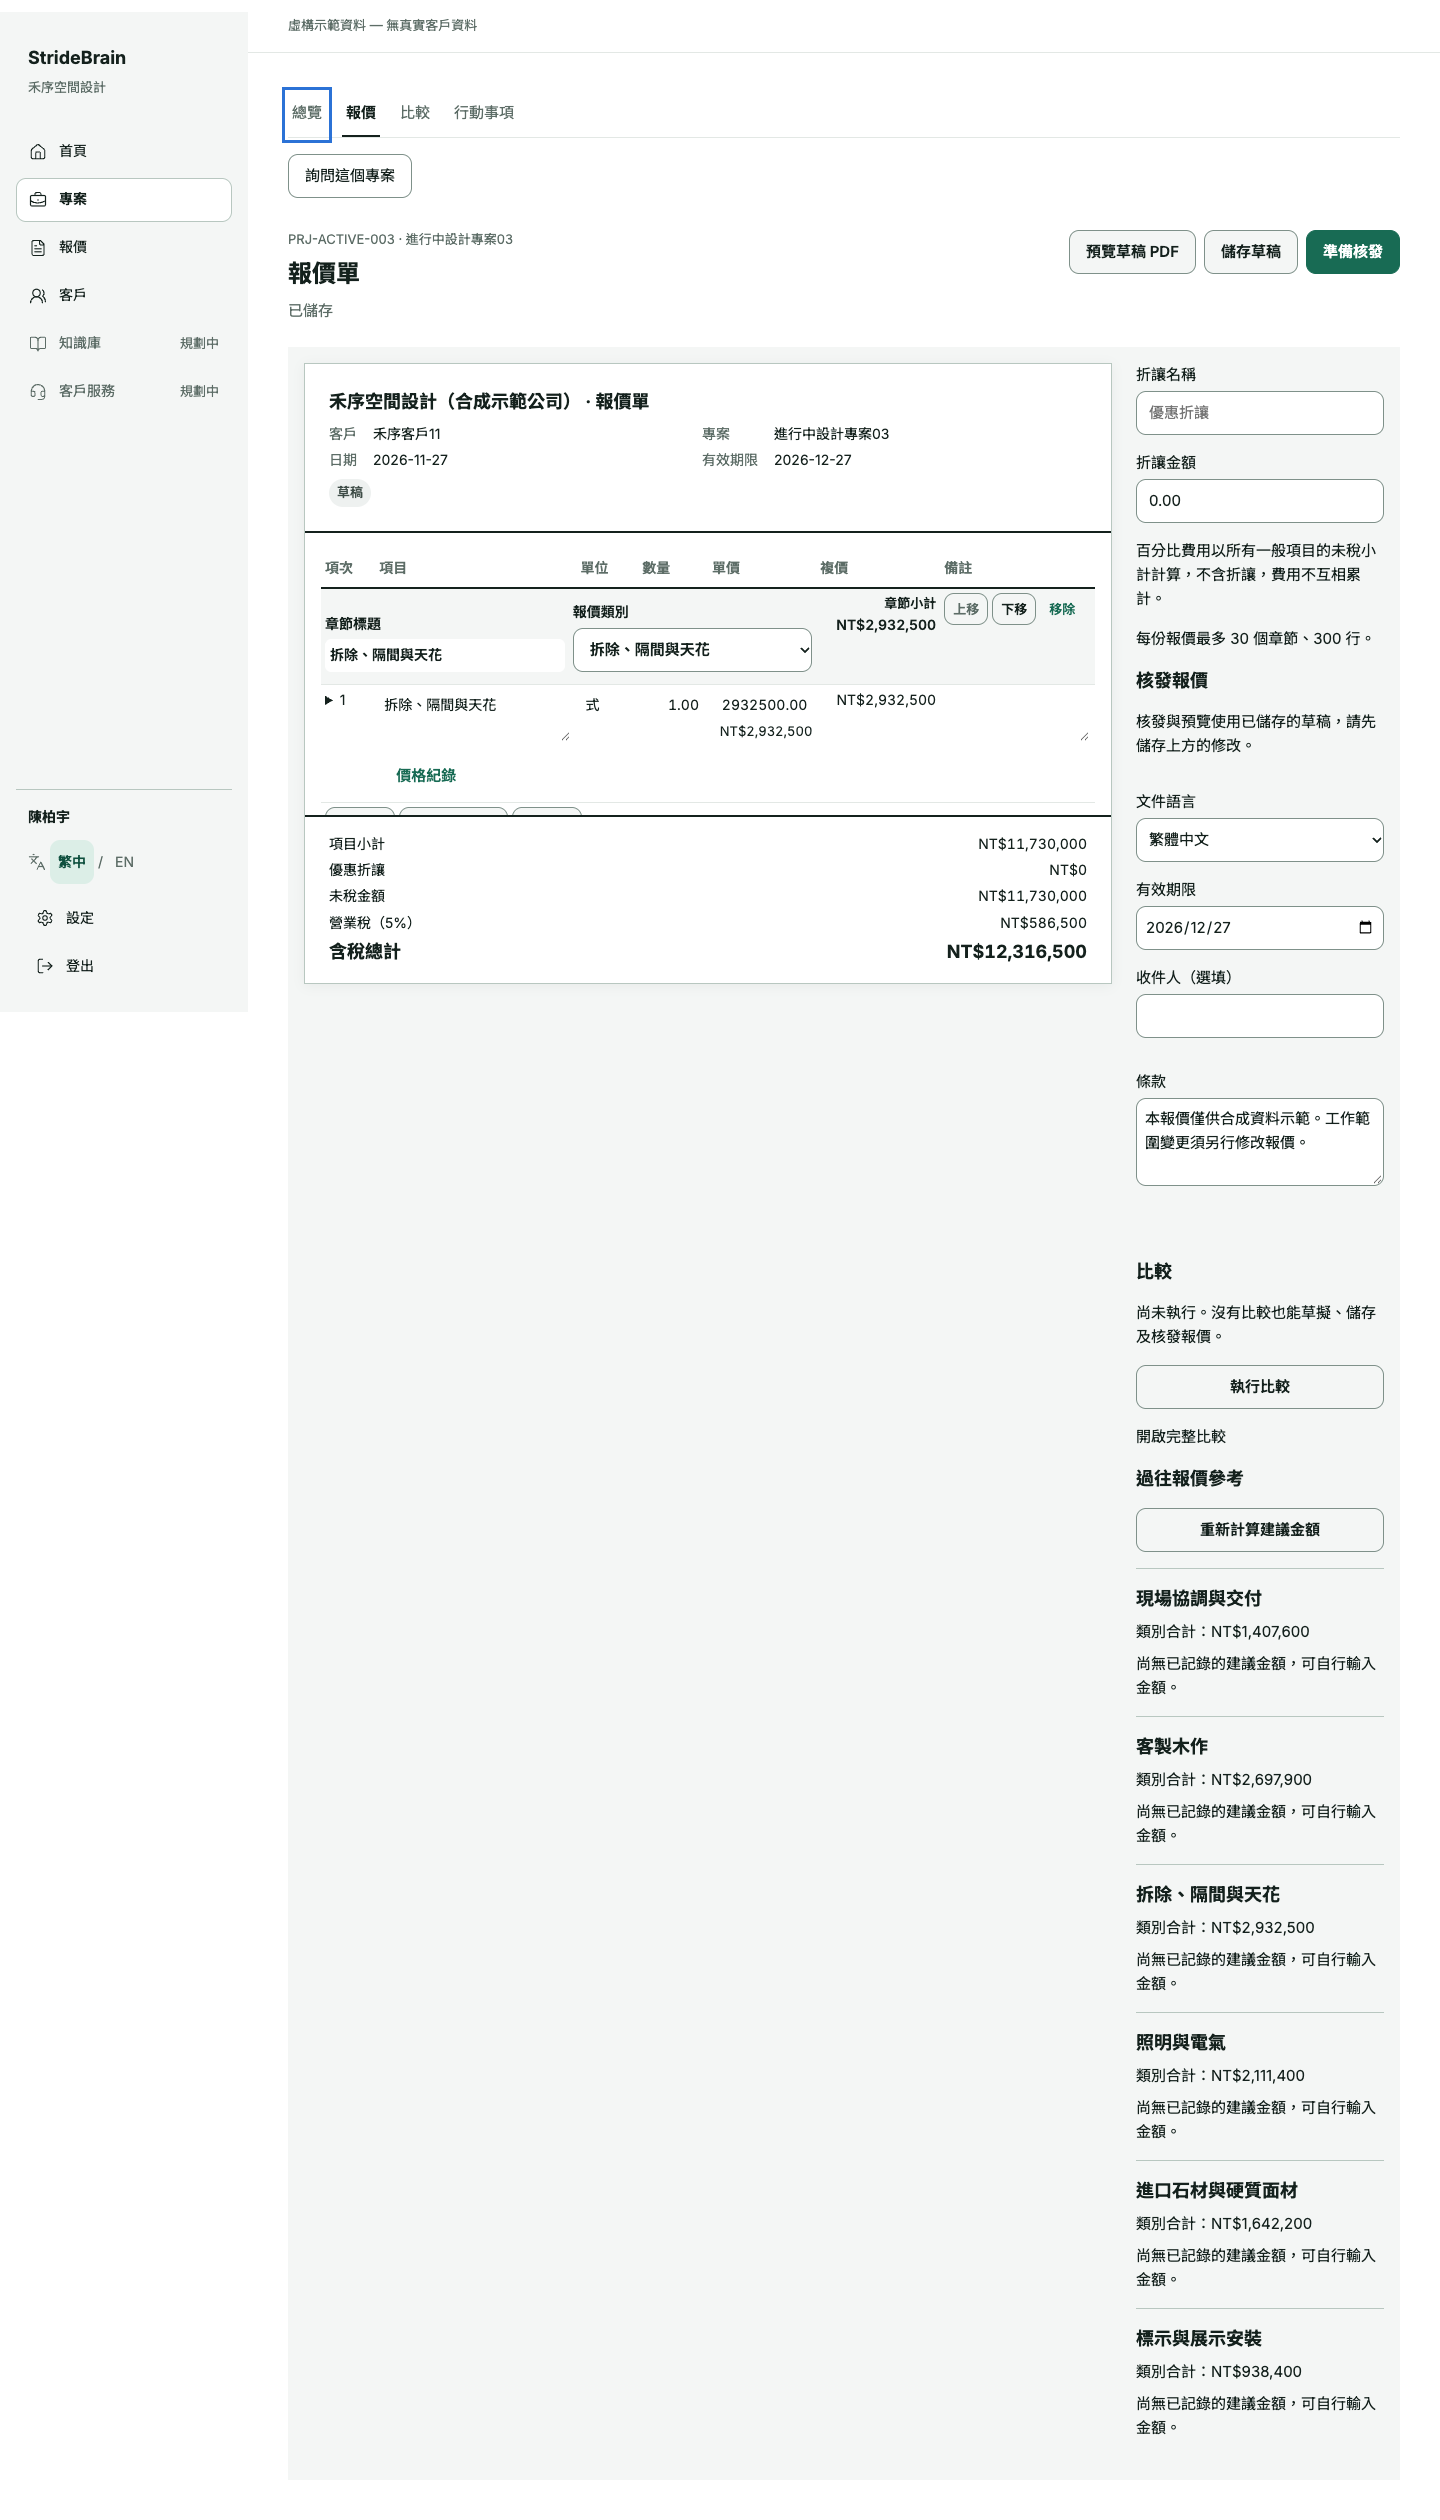 StrideBrain
禾序空間設計
首頁
專案
報價
客戶
知識庫 規劃中
客戶服務 規劃中
陳柏宇
繁中 / EN
設定
登出
虛構示範資料 — 無真實客戶資料
總覽 報價 比較 行動事項
詢問這個專案
PRJ-ACTIVE-003 · 進行中設計專案03
報價單
已儲存
預覽草稿 PDF 儲存草稿 準備核發
禾序空間設計（合成示範公司） · 報價單
客戶 禾序客戶11 專案 進行中設計專案03
日期 2026-11-27 有效期限 2026-12-27
草稿
項次 項目 單位 數量 單價 複價 備註
章節標題
拆除、隔間與天花
報價類別
拆除、隔間與天花
章節小計
NT$2,932,500
上移 下移 移除
1 拆除、隔間與天花 式 1.00 2932500.00 NT$2,932,500
NT$2,932,500
價格紀錄
項目小計 NT$11,730,000
優惠折讓 NT$0
未稅金額 NT$11,730,000
營業稅（5%） NT$586,500
含稅總計 NT$12,316,500
折讓名稱
優惠折讓
折讓金額
0.00
百分比費用以所有一般項目的未稅小
計計算，不含折讓，費用不互相累
計。
每份報價最多 30 個章節、300 行。
核發報價
核發與預覽使用已儲存的草稿，請先
儲存上方的修改。
文件語言
繁體中文
有效期限
2026/12/27
收件人（選填）
條款
本報價僅供合成資料示範。工作範
圍變更須另行修改報價。
比較
尚未執行。沒有比較也能草擬、儲存
及核發報價。
執行比較
開啟完整比較
過往報價參考
重新計算建議金額
現場協調與交付
類別合計：NT$1,407,600
尚無已記錄的建議金額，可自行輸入
金額。
客製木作
類別合計：NT$2,697,900
尚無已記錄的建議金額，可自行輸入
金額。
拆除、隔間與天花
類別合計：NT$2,932,500
尚無已記錄的建議金額，可自行輸入
金額。
照明與電氣
類別合計：NT$2,111,400
尚無已記錄的建議金額，可自行輸入
金額。
進口石材與硬質面材
類別合計：NT$1,642,200
尚無已記錄的建議金額，可自行輸入
金額。
標示與展示安裝
類別合計：NT$938,400
尚無已記錄的建議金額，可自行輸入
金額。